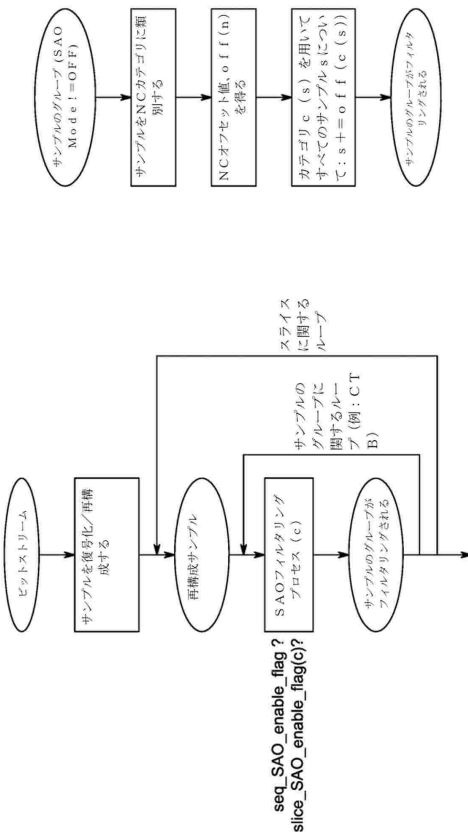 ビットストリーム
サンプルを復号化/再構
成する
再構成サンプル
seq_SAO_enable_flag ?
slice_SAO_enable_flag(c)?
SAOフィルタリング
プロセス(c)
サンプルのグループが
フィルタリングされる
サンプルの
グループに
関するルー
プ(例:CT
B)
スライス
に関する
ループ
サンプルのグループ(SAO
Mode!=OFF)
サンプルをNCカテゴリに類
別する
NCオフセット値、off(n)
を得る
カテゴリc(s)を用いて
すべてのサンプルsについ
て:s+=off(c(s))
サンプルのグループがフィルタ
リングされる